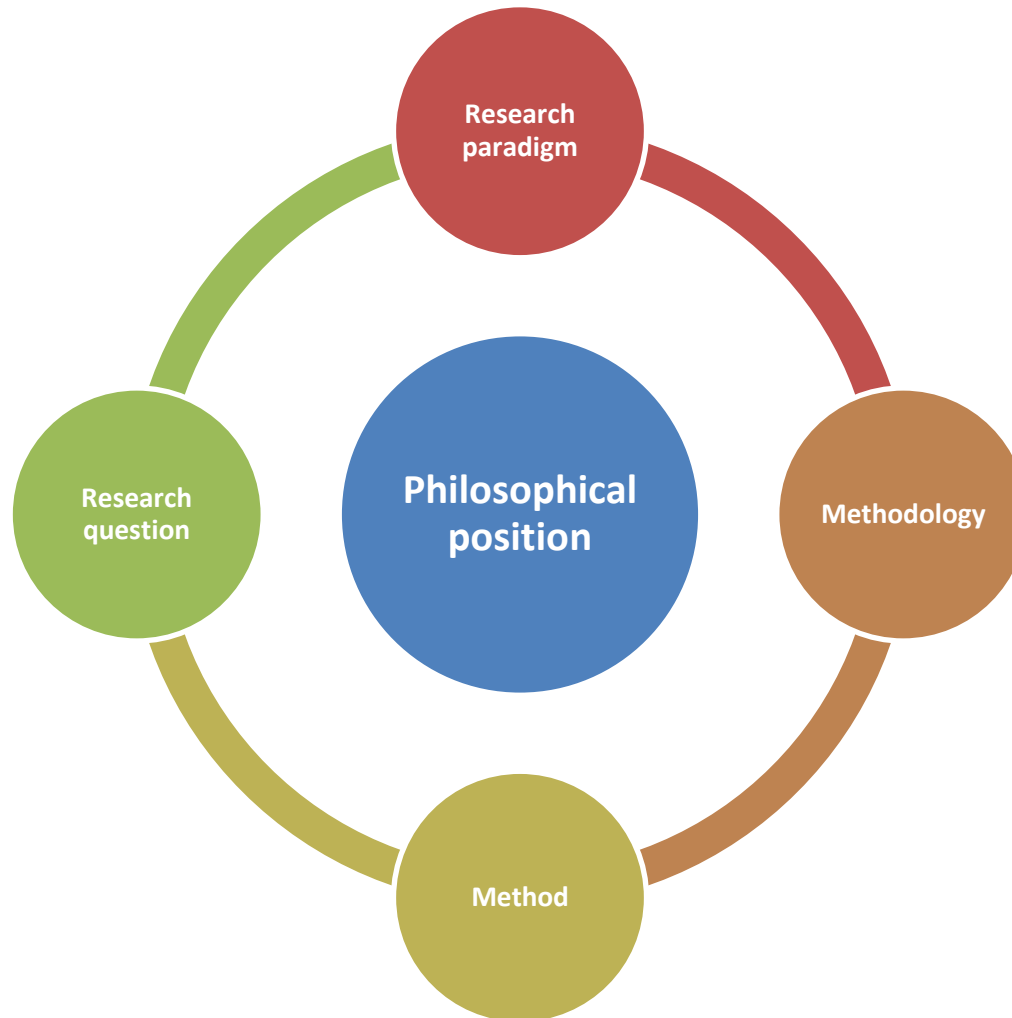 Research
paradigm
Philosophical
position
Research
question
Methodology
Method